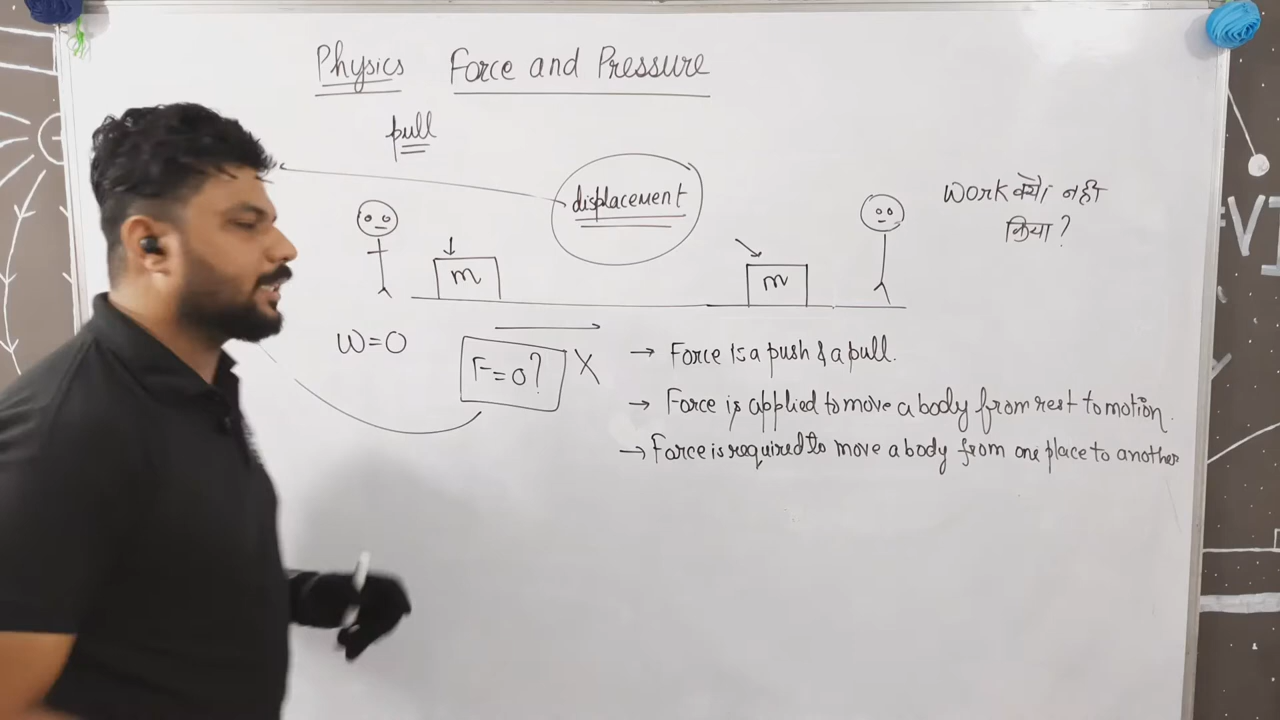 Physics Force and Pressure
pull
displacement
work क्यो नही
किया?
m
m
W=0
F=0? X
→ Force is a push & a pull.
→ Force is applied to move a body from rest to motion.
→ Force is required to move a body from one place to another
VI